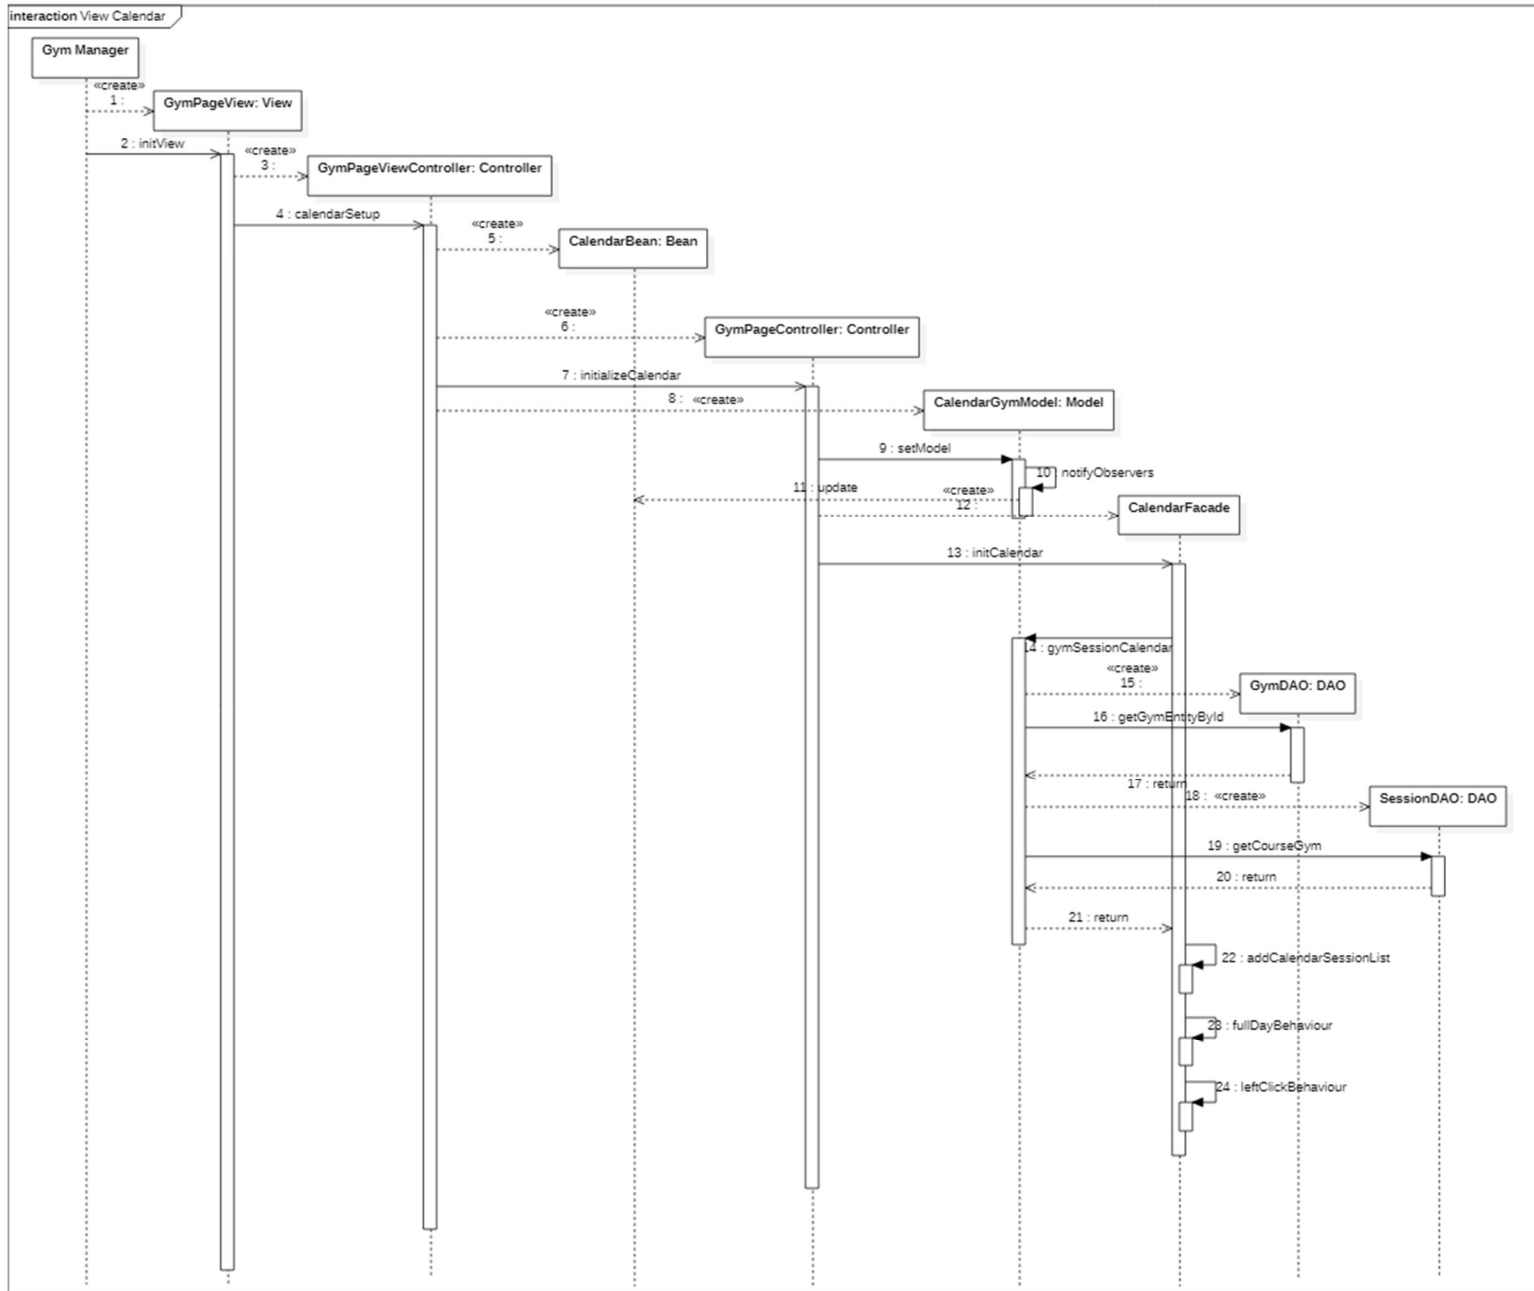 interaction View Calendar
Gym Manager
«create»
1 :
GymPageView: View
2 : initView
«create»
3 :
GymPageViewController: Controller
4 : calendarSetup
«create»
5 :
CalendarBean: Bean
«create»
6 :
GymPageController: Controller
7 : initializeCalendar
8 : «create»
CalendarGymModel: Model
9 : setModel
10 : notifyObservers
11 : update
«create»
12 :
CalendarFacade
13 : initCalendar
14 : gymSessionCalendar
«create»
15 :
GymDAO: DAO
16 : getGymEntityById
17 : return
18 : «create»
SessionDAO: DAO
19 : getCourseGym
20 : return
21 : return
22 : addCalendarSessionList
23 : fullDayBehaviour
24 : leftClickBehaviour